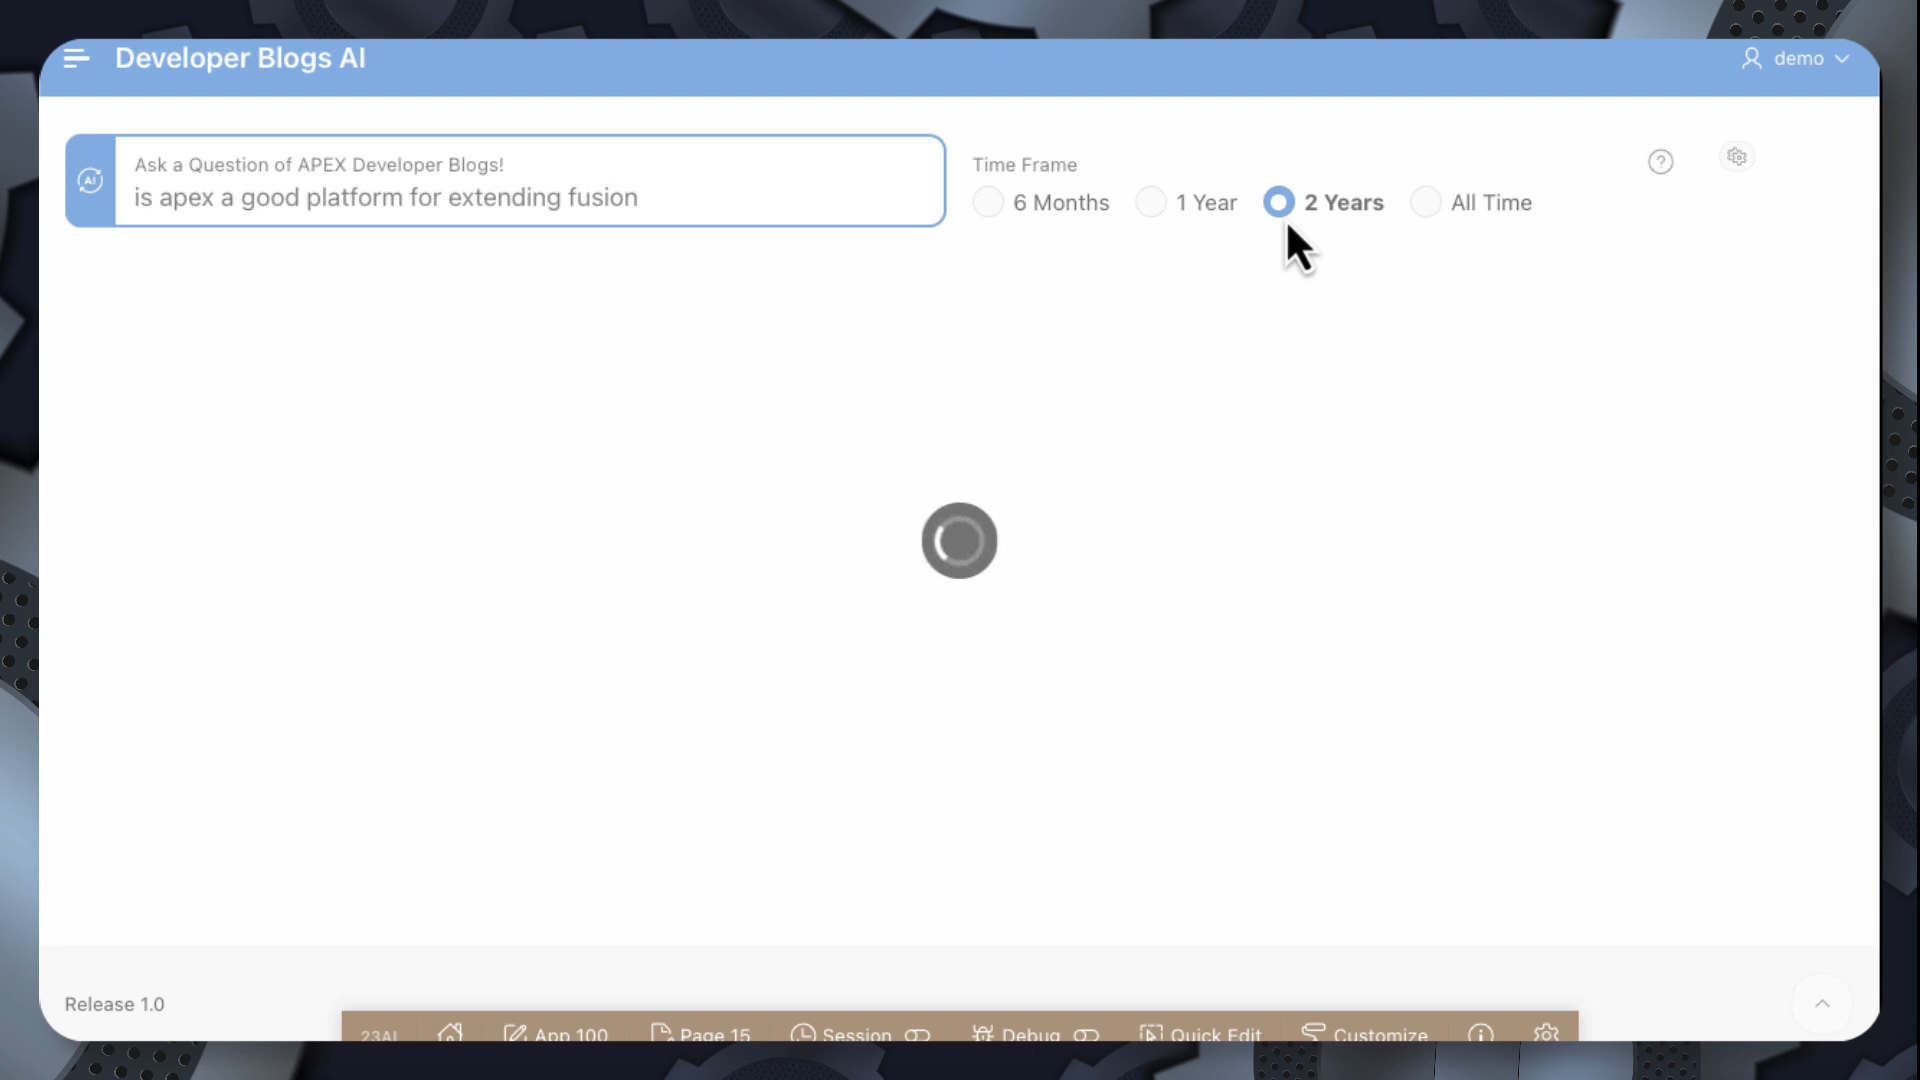 Developer Blogs AI
demo
AI
Ask a Question of APEX Developer Blogs!
is apex a good platform for extending fusion
Time Frame
6 Months
1 Year
2 Years
All Time
?
Release 1.0
23AI
App 100
Page 15
Session
Debug
Quick Edit
Customize